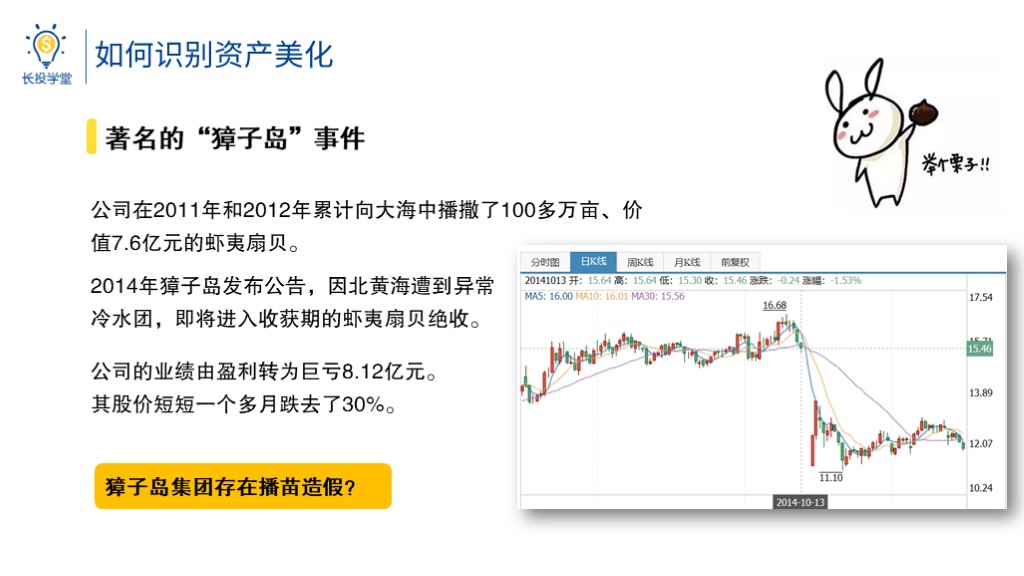 长投学堂
如何识别资产美化
著名的“獐子岛”事件
举个栗子!!
公司在2011年和2012年累计向大海中播撒了100多万亩、价
值7.6亿元的虾夷扇贝。
2014年獐子岛发布公告，因北黄海遭到异常
冷水团，即将进入收获期的虾夷扇贝绝收。
公司的业绩由盈利转为巨亏8.12亿元。
其股价短短一个多月跌去了30%。
獐子岛集团存在播苗造假?
分时图 日K线 周K线 月K线 前复权
20141013 开: 15.64 高: 15.64 低: 15.30 收: 15.46 涨跌: -0.24 涨幅: -1.53%
MA5: 16.00 MA10: 16.01 MA30: 15.56
17.54
16.68
15.46
13.89
12.07
11.10
10.24
2014-10-13